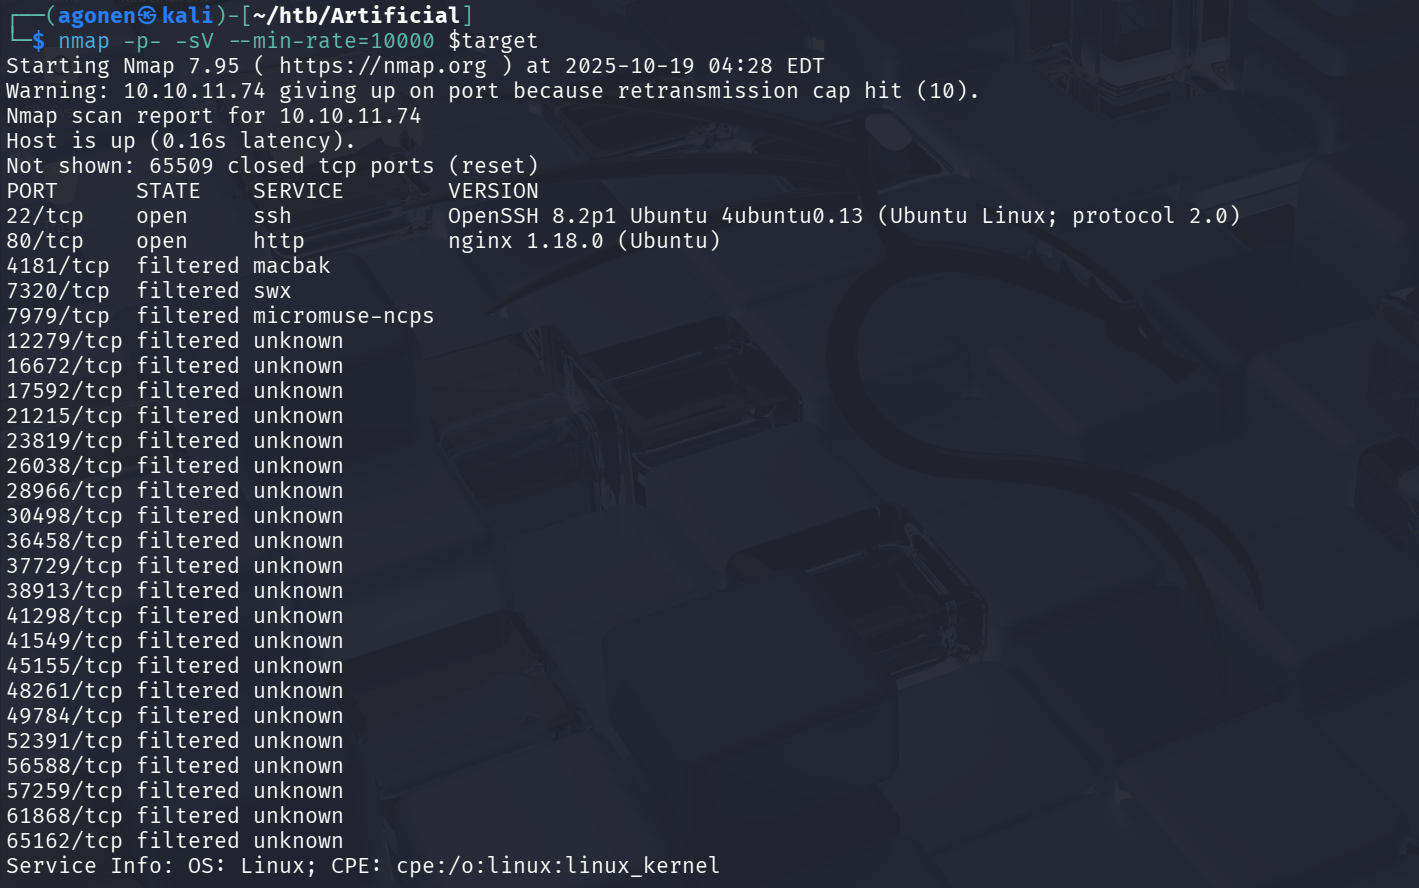 ┌──(agonen㉿kali)-[~/htb/Artificial]
└─$ nmap -p- -sV --min-rate=10000 $target
Starting Nmap 7.95 ( https://nmap.org ) at 2025-10-19 04:28 EDT
Warning: 10.10.11.74 giving up on port because retransmission cap hit (10).
Nmap scan report for 10.10.11.74
Host is up (0.16s latency).
Not shown: 65509 closed tcp ports (reset)
PORT      STATE    SERVICE        VERSION
22/tcp    open     ssh            OpenSSH 8.2p1 Ubuntu 4ubuntu0.13 (Ubuntu Linux; protocol 2.0)
80/tcp    open     http           nginx 1.18.0 (Ubuntu)
4181/tcp  filtered macbak
7320/tcp  filtered swx
7979/tcp  filtered micromuse-ncps
12279/tcp filtered unknown
16672/tcp filtered unknown
17592/tcp filtered unknown
21215/tcp filtered unknown
23819/tcp filtered unknown
26038/tcp filtered unknown
28966/tcp filtered unknown
30498/tcp filtered unknown
36458/tcp filtered unknown
37729/tcp filtered unknown
38913/tcp filtered unknown
41298/tcp filtered unknown
41549/tcp filtered unknown
45155/tcp filtered unknown
48261/tcp filtered unknown
49784/tcp filtered unknown
52391/tcp filtered unknown
56588/tcp filtered unknown
57259/tcp filtered unknown
61868/tcp filtered unknown
65162/tcp filtered unknown
Service Info: OS: Linux; CPE: cpe:/o:linux:linux_kernel